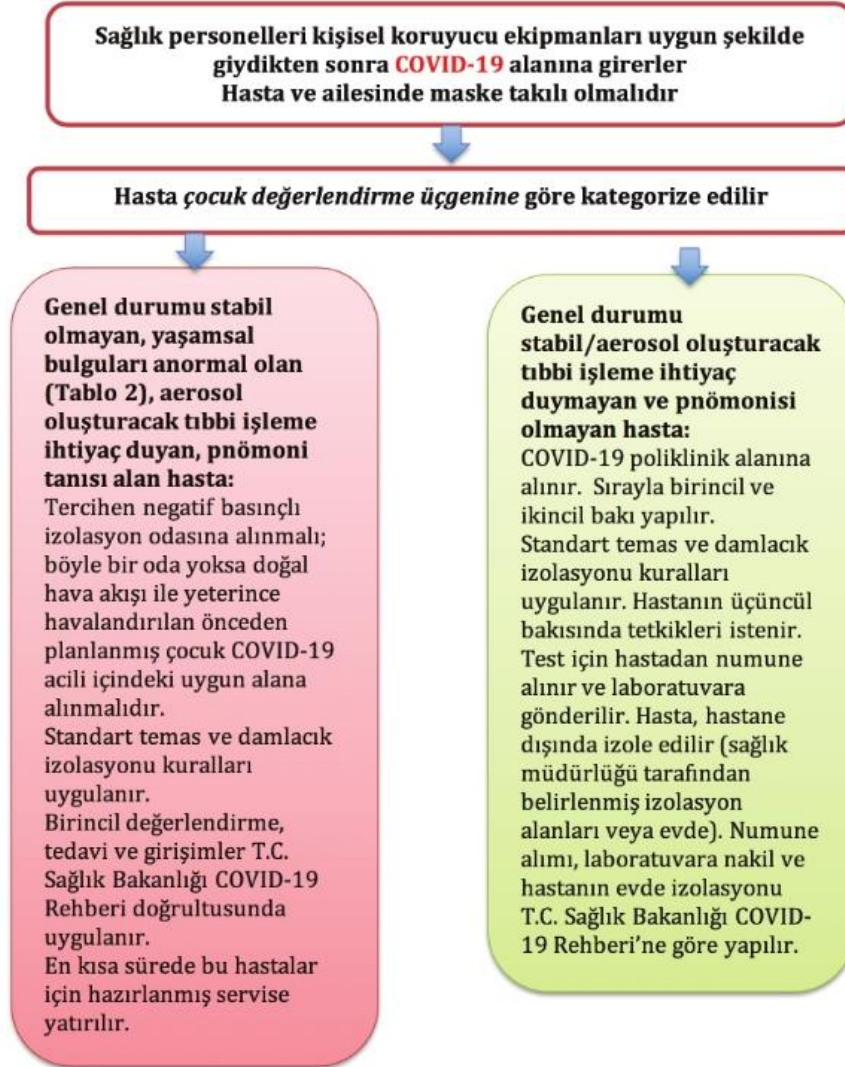 Sağlık personelleri kişisel koruyucu ekipmanları uygun şekilde
giydikten sonra COVID-19 alanına girerler
Hasta ve ailesinde maske takılı olmalıdır
Hasta çocuk değerlendirme üçgenine göre kategorize edilir
Genel durumu stabil
olmayan, yaşamsal
bulguları anormal olan
(Tablo 2), aerosol
oluşturacak tıbbi işleme
ihtiyaç duyan, pnömoni
tanısı alan hasta:
Tercihen negatif basınçlı
izolasyon odasına alınmalı;
böyle bir oda yoksa doğal
hava akışı ile yeterince
havalandırılan önceden
planlanmış çocuk COVID-19
acili içindeki uygun alana
alınmalıdır.
Standart temas ve damlacık
izolasyonu kuralları
uygulanır.
Birincil değerlendirme,
tedavi ve girişimler T.C.
Sağlık Bakanlığı COVID-19
Rehberi doğrultusunda
uygulanır.
En kısa sürede bu hastalar
için hazırlanmış servise
yatırılır.
Genel durumu
stabil/aerosol oluşturacak
tıbbi işleme ihtiyaç
duymayan ve pnömonisi
olmayan hasta:
COVID-19 poliklinik alanına
alınır. Sırayla birincil ve
ikincil bakı yapılır.
Standart temas ve damlacık
izolasyonu kuralları
uygulanır. Hastanın üçüncül
bakısında tetkikleri istenir.
Test için hastadan numune
alınır ve laboratuvara
gönderilir. Hasta, hastane
dışında izole edilir (sağlık
müdürlüğü tarafından
belirlenmiş izolasyon
alanları veya evde). Numune
alımı, laboratuvara nakil ve
hastanın evde izolasyonu
T.C. Sağlık Bakanlığı COVID-
19 Rehberi’ne göre yapılır.